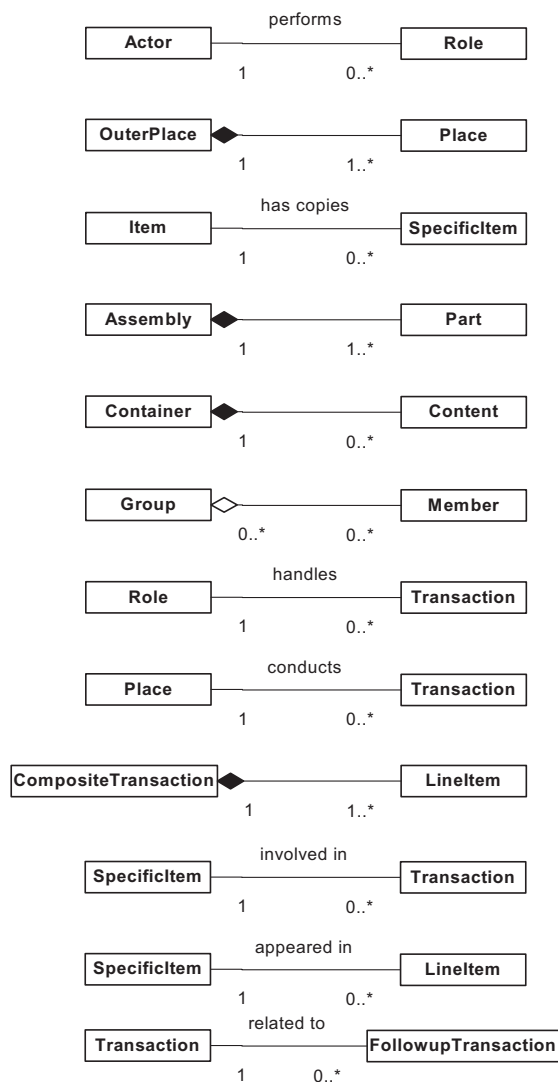 performs
Actor Role
1 0..*
OuterPlace Place
1 1..*
has copies
Item SpecificItem
1 0..*
Assembly Part
1 1..*
Container Content
1 0..*
Group Member
0..* 0..*
handles
Role Transaction
1 0..*
conducts
Place Transaction
1 0..*
CompositeTransaction LineItem
1 1..*
involved in
SpecificItem Transaction
1 0..*
appeared in
SpecificItem LineItem
1 0..*
related to
Transaction FollowupTransaction
1 0..*